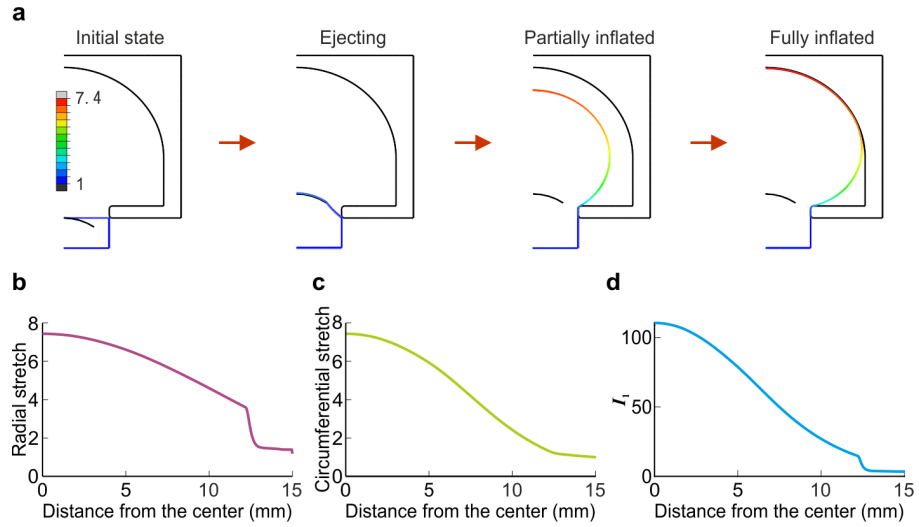 a
Initial state
Ejecting
Partially inflated
Fully inflated
7.4
1
b
c
d
Radial stretch
8
6
4
2
0
0
5
10
15
Distance from the center (mm)
Circumferential stretch
8
6
4
2
0
0
5
10
15
Distance from the center (mm)
I₁
100
50
0
0
5
10
15
Distance from the center (mm)